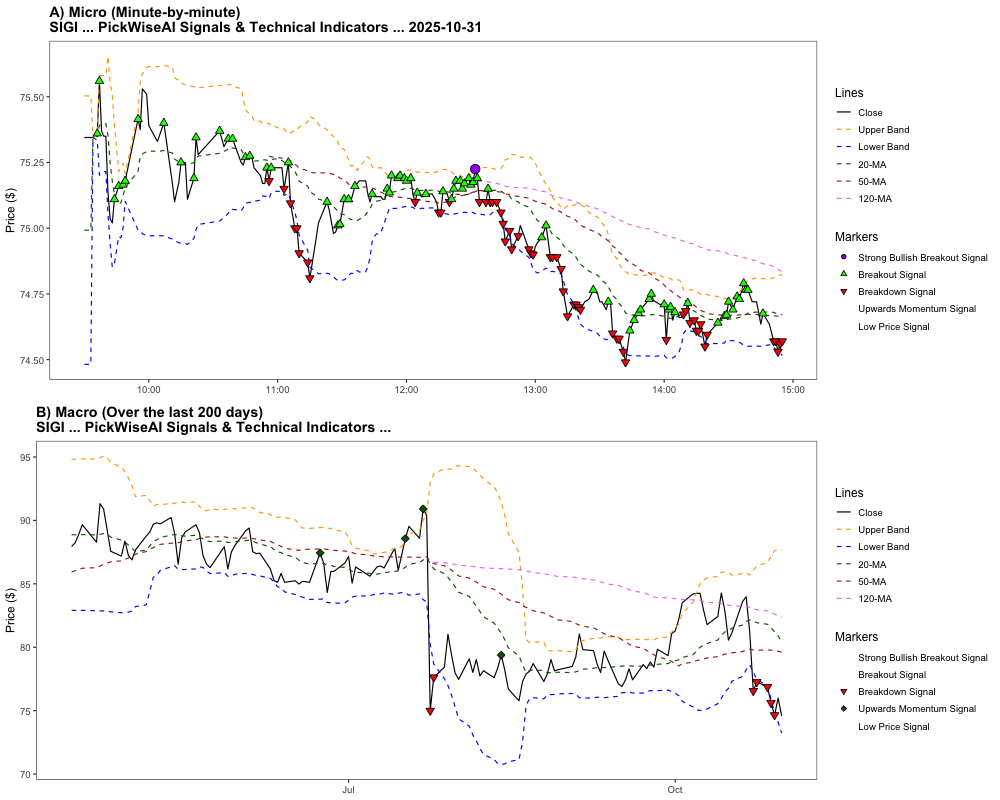 A) Micro (Minute-by-minute)
SIGI ... PickWiseAI Signals & Technical Indicators ... 2025-10-31
Price ($)
75.50
75.25
75.00
74.75
74.50
10:00
11:00
12:00
13:00
14:00
15:00
Lines
Close
Upper Band
Lower Band
20-MA
50-MA
120-MA
Markers
Strong Bullish Breakout Signal
Breakout Signal
Breakdown Signal
Upwards Momentum Signal
Low Price Signal
B) Macro (Over the last 200 days)
SIGI ... PickWiseAI Signals & Technical Indicators ...
Price ($)
95
90
85
80
75
70
Jul
Oct
Lines
Close
Upper Band
Lower Band
20-MA
50-MA
120-MA
Markers
Strong Bullish Breakout Signal
Breakout Signal
Breakdown Signal
Upwards Momentum Signal
Low Price Signal